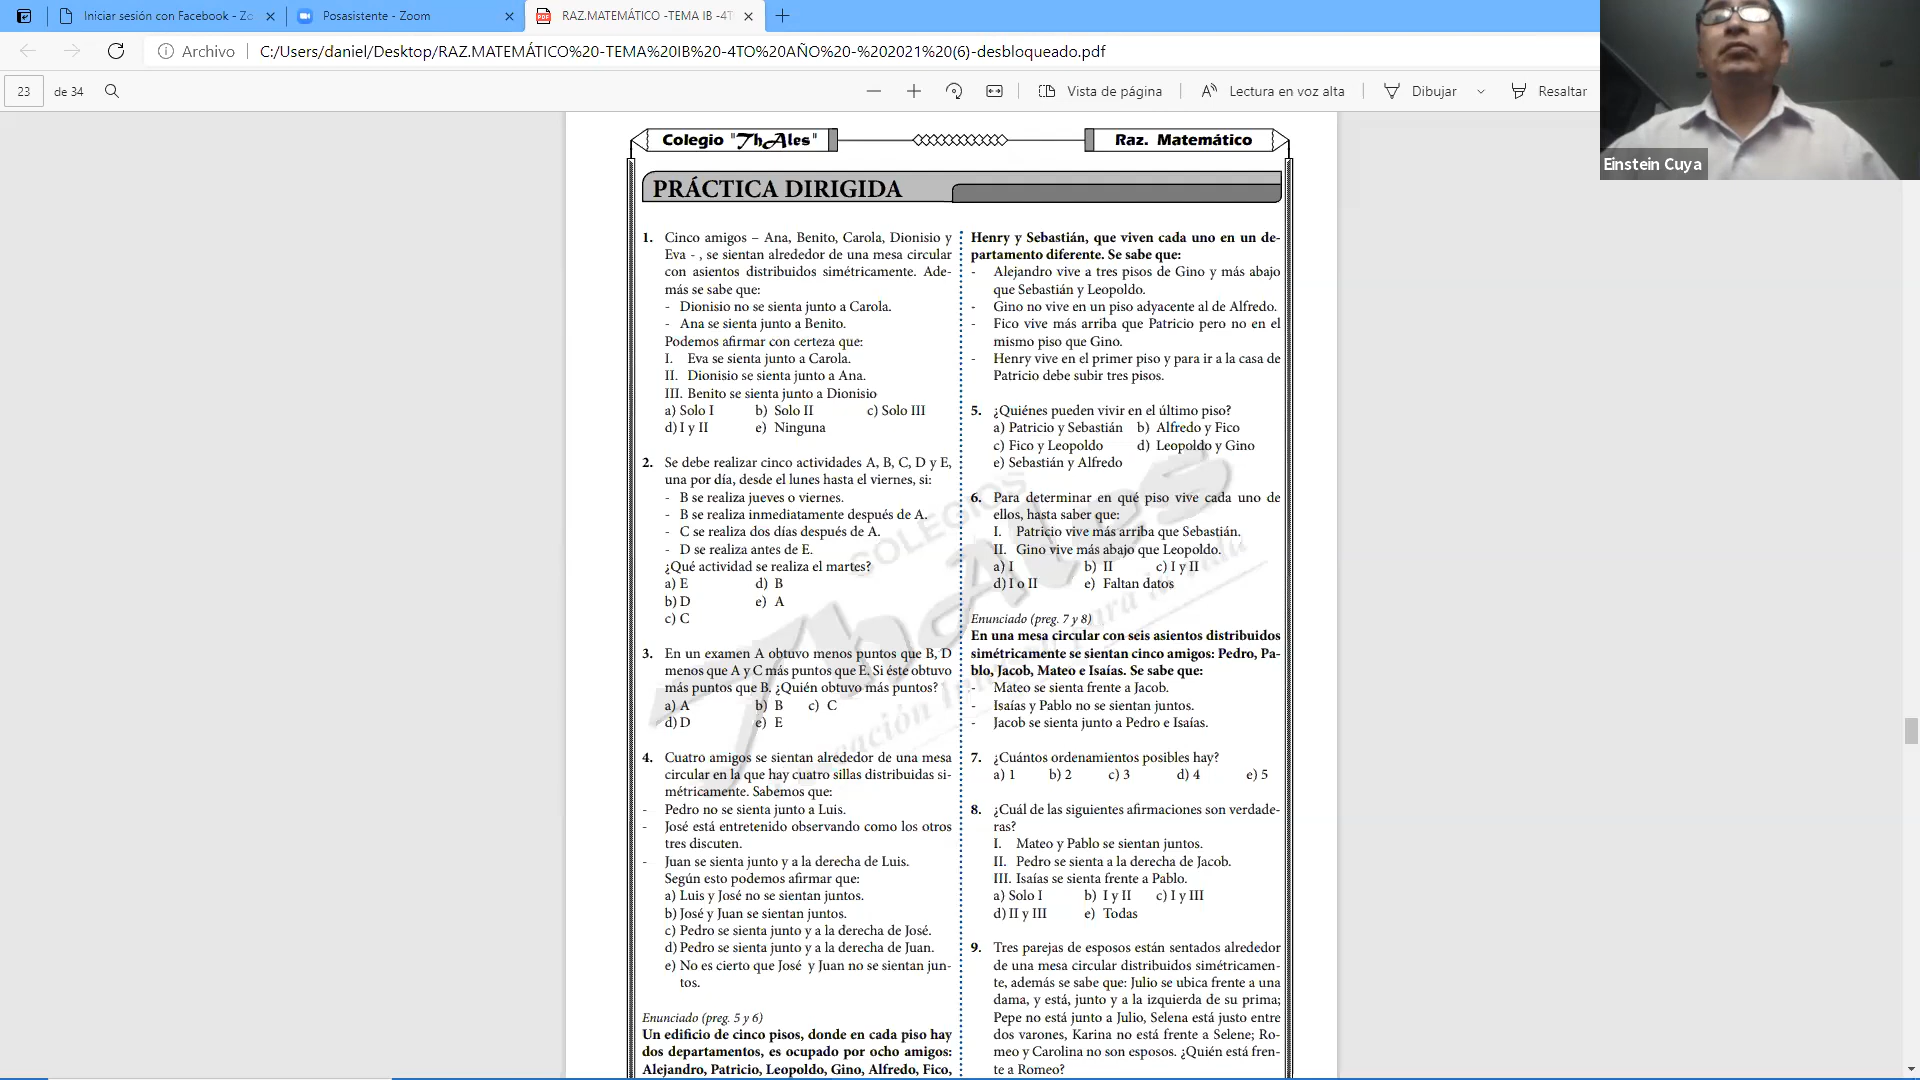 Iniciar sesión con Facebook - Zo
Posasistente - Zoom
RAZ.MATEMÁTICO -TEMA IB -4T
Archivo
C:/Users/daniel/Desktop/RAZ.MATEMÁTICO%20-TEMA%20IB%20-4TO%20AÑO%20-%202021%20(6)-desbloqueado.pdf
23 de 34
Vista de página
Lectura en voz alta
Dibujar
Resaltar
Einstein Cuya
Colegio "ThAles"
Raz. Matemático
PRÁCTICA DIRIGIDA
1. Cinco amigos – Ana, Benito, Carola, Dionisio y
Eva - , se sientan alrededor de una mesa circular
con asientos distribuidos simétricamente. Ade-
más se sabe que:
- Dionisio no se sienta junto a Carola.
- Ana se sienta junto a Benito.
Podemos afirmar con certeza que:
I. Eva se sienta junto a Carola.
II. Dionisio se sienta junto a Ana.
III. Benito se sienta junto a Dionisio
a) Solo I b) Solo II c) Solo III
d) I y II e) Ninguna
2. Se debe realizar cinco actividades A, B, C, D y E,
una por día, desde el lunes hasta el viernes, si:
- B se realiza jueves o viernes.
- B se realiza inmediatamente después de A.
- C se realiza dos días después de A.
- D se realiza antes de E.
¿Qué actividad se realiza el martes?
a) E d) B
b) D e) A
c) C
3. En un examen A obtuvo menos puntos que B, D
menos que A y C más puntos que E. Si éste obtuvo
más puntos que B. ¿Quién obtuvo más puntos?
a) A b) B c) C
d) D e) E
4. Cuatro amigos se sientan alrededor de una mesa
circular en la que hay cuatro sillas distribuidas si-
métricamente. Sabemos que:
- Pedro no se sienta junto a Luis.
- José está entretenido observando como los otros
tres discuten.
- Juan se sienta junto y a la derecha de Luis.
Según esto podemos afirmar que:
a) Luis y José no se sientan juntos.
b) José y Juan se sientan juntos.
c) Pedro se sienta junto y a la derecha de José.
d) Pedro se sienta junto y a la derecha de Juan.
e) No es cierto que José y Juan no se sientan jun-
tos.
Enunciado (preg. 5 y 6)
Un edificio de cinco pisos, donde en cada piso hay
dos departamentos, es ocupado por ocho amigos:
Alejandro, Patricio, Leopoldo, Gino, Alfredo, Fico,
Henry y Sebastián, que viven cada uno en un de-
partamento diferente. Se sabe que:
- Alejandro vive a tres pisos de Gino y más abajo
que Sebastián y Leopoldo.
- Gino no vive en un piso adyacente al de Alfredo.
- Fico vive más arriba que Patricio pero no en el
mismo piso que Gino.
- Henry vive en el primer piso y para ir a la casa de
Patricio debe subir tres pisos.
5. ¿Quiénes pueden vivir en el último piso?
a) Patricio y Sebastián b) Alfredo y Fico
c) Fico y Leopoldo d) Leopoldo y Gino
e) Sebastián y Alfredo
6. Para determinar en qué piso vive cada uno de
ellos, hasta saber que:
I. Patricio vive más arriba que Sebastián.
II. Gino vive más abajo que Leopoldo.
a) I b) II c) I y II
d) I o II e) Faltan datos
Enunciado (preg. 7 y 8)
En una mesa circular con seis asientos distribuidos
simétricamente se sientan cinco amigos: Pedro, Pa-
blo, Jacob, Mateo e Isaías. Se sabe que:
- Mateo se sienta frente a Jacob.
- Isaías y Pablo no se sientan juntos.
- Jacob se sienta junto a Pedro e Isaías.
7. ¿Cuántos ordenamientos posibles hay?
a) 1 b) 2 c) 3 d) 4 e) 5
8. ¿Cuál de las siguientes afirmaciones son verdade-
ras?
I. Mateo y Pablo se sientan juntos.
II. Pedro se sienta a la derecha de Jacob.
III. Isaías se sienta frente a Pablo.
a) Solo I b) I y II c) I y III
d) II y III e) Todas
9. Tres parejas de esposos están sentados alrededor
de una mesa circular distribuidos simétricamen-
te, además se sabe que: Julio se ubica frente a una
dama, y está, junto y a la izquierda de su prima;
Pepe no está junto a Julio, Selena está justo entre
dos varones, Karina no está frente a Selene; Ro-
meo y Carolina no son esposos. ¿Quién está fren-
te a Romeo?
COLEGIOS
ThAles